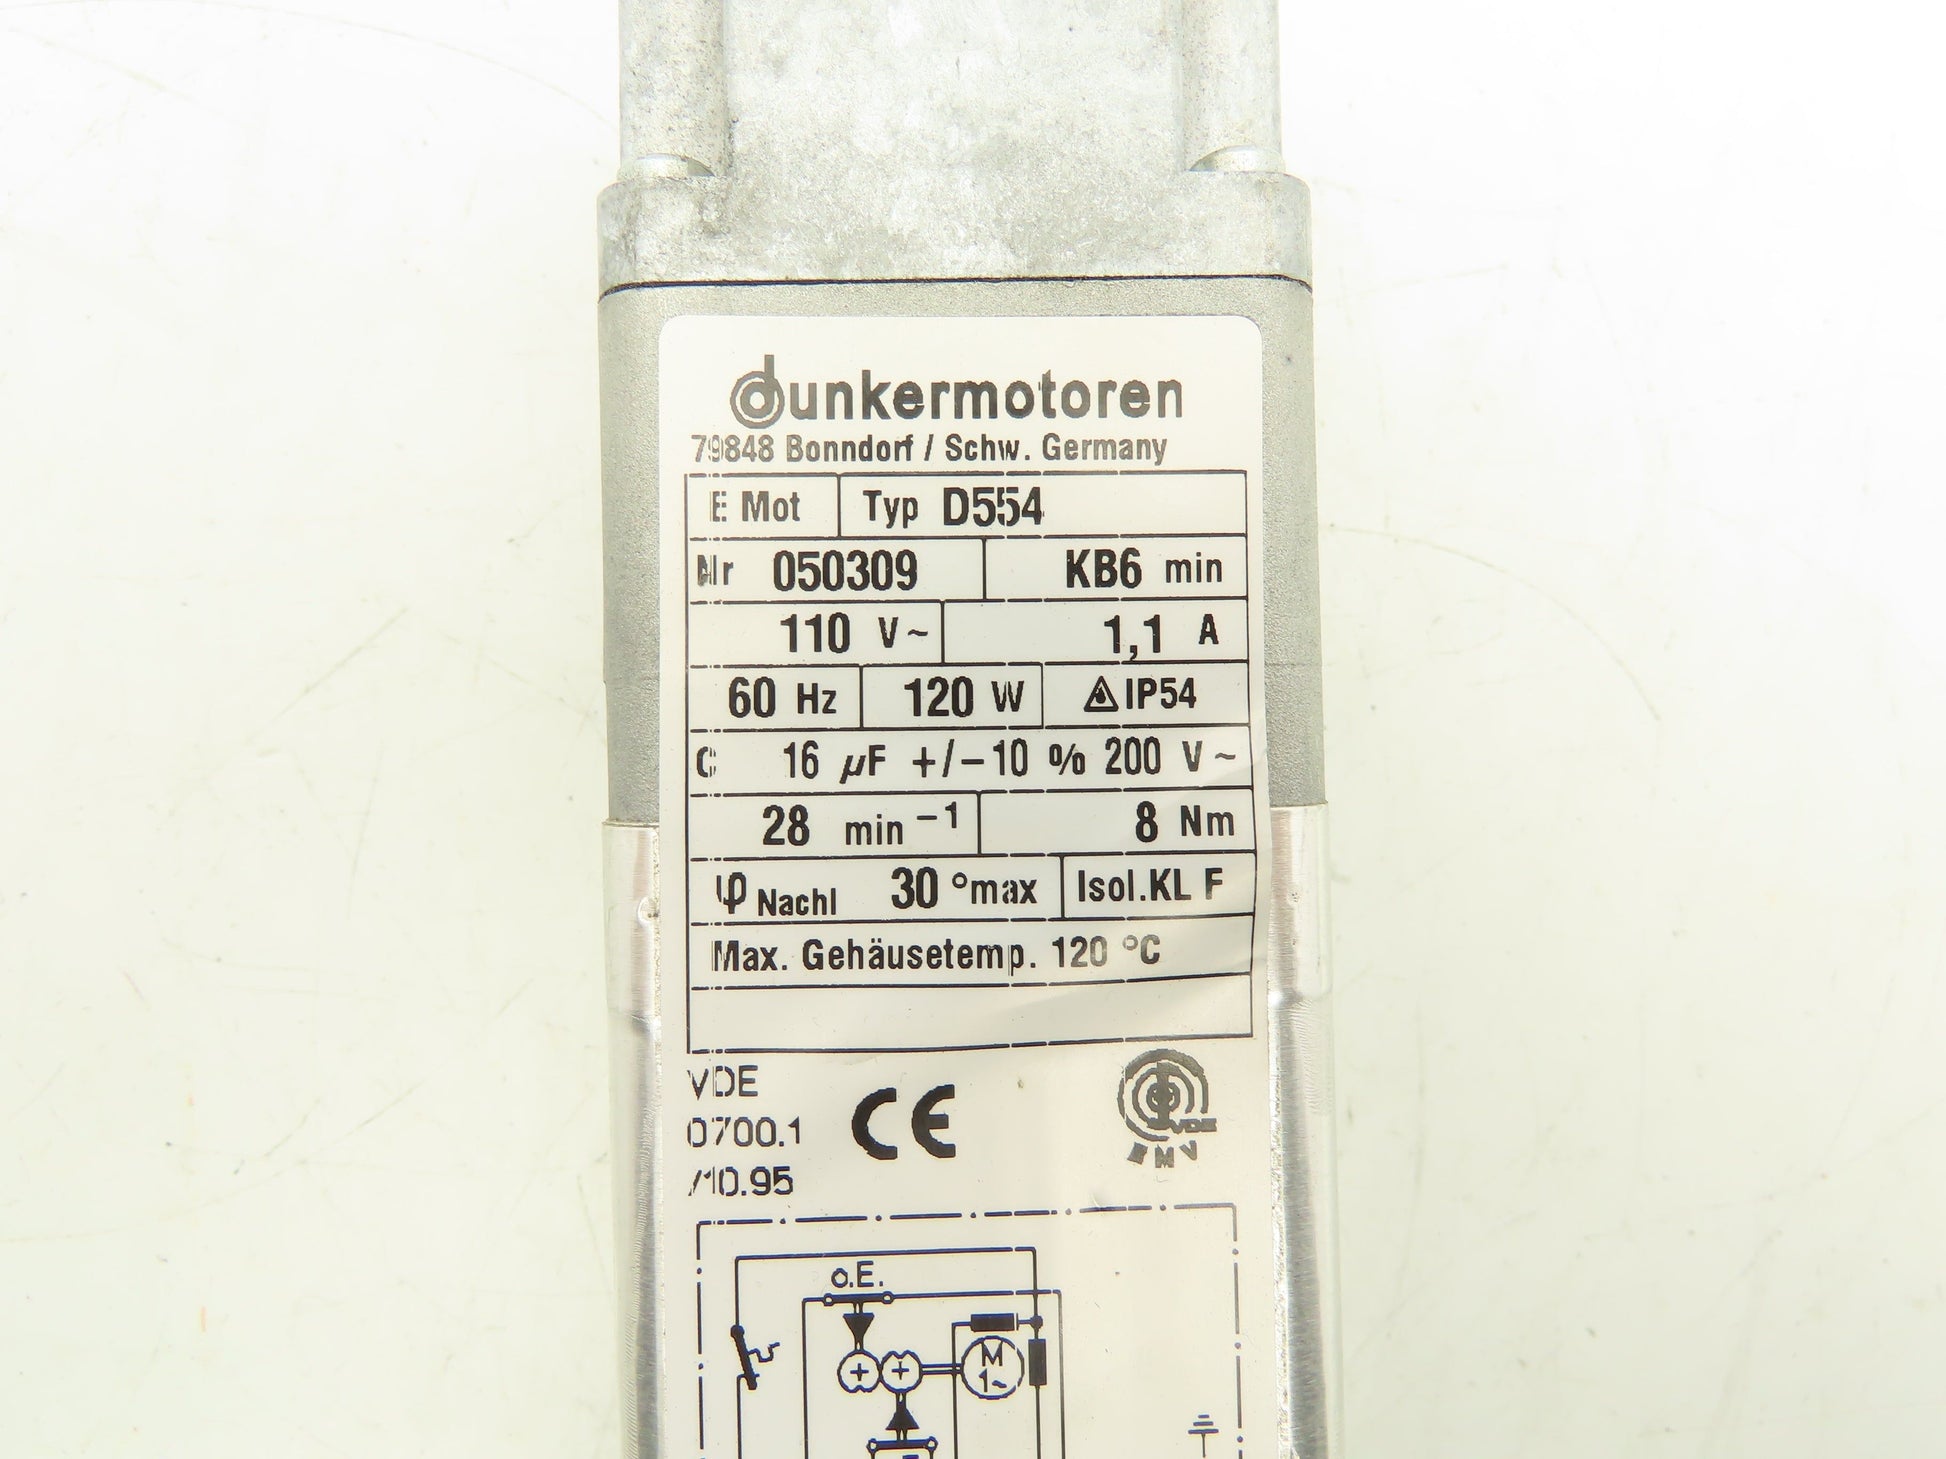 dunkermotoren
79848 Bonndorf / Schw. Germany
E Mot Typ D554
Nr 050309 KB6 min
110 V~ 1,1 A
60 Hz 120 W IP54
C 16 µF +/−10 % 200 V~
28 min⁻¹ 8 Nm
φ Nachl 30 °max Isol.KL F
Max. Gehäusetemp. 120 °C
VDE
0700.1
/10.95
CE
VDE
EMV
o.E.
M
1~